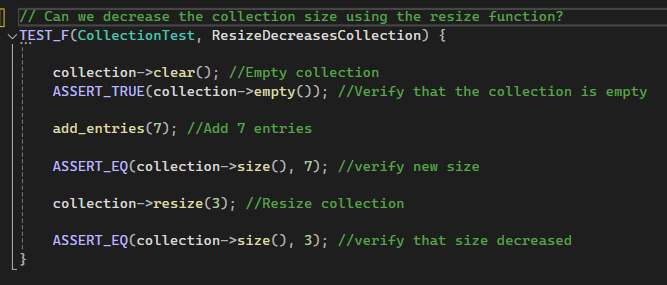 // Can we decrease the collection size using the resize function?
TEST_F(CollectionTest, ResizeDecreasesCollection) {
collection->clear(); //Empty collection
ASSERT_TRUE(collection->empty()); //Verify that the collection is empty
add_entries(7); //Add 7 entries
ASSERT_EQ(collection->size(), 7); //verify new size
collection->resize(3); //Resize collection
ASSERT_EQ(collection->size(), 3); //verify that size decreased
}